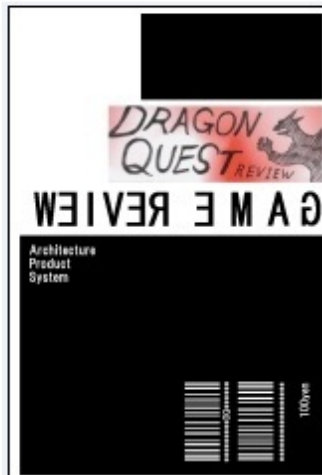 DRAGON
QUEST REVIEW
GAME REVIEW
Architecture
Product
System
100yen